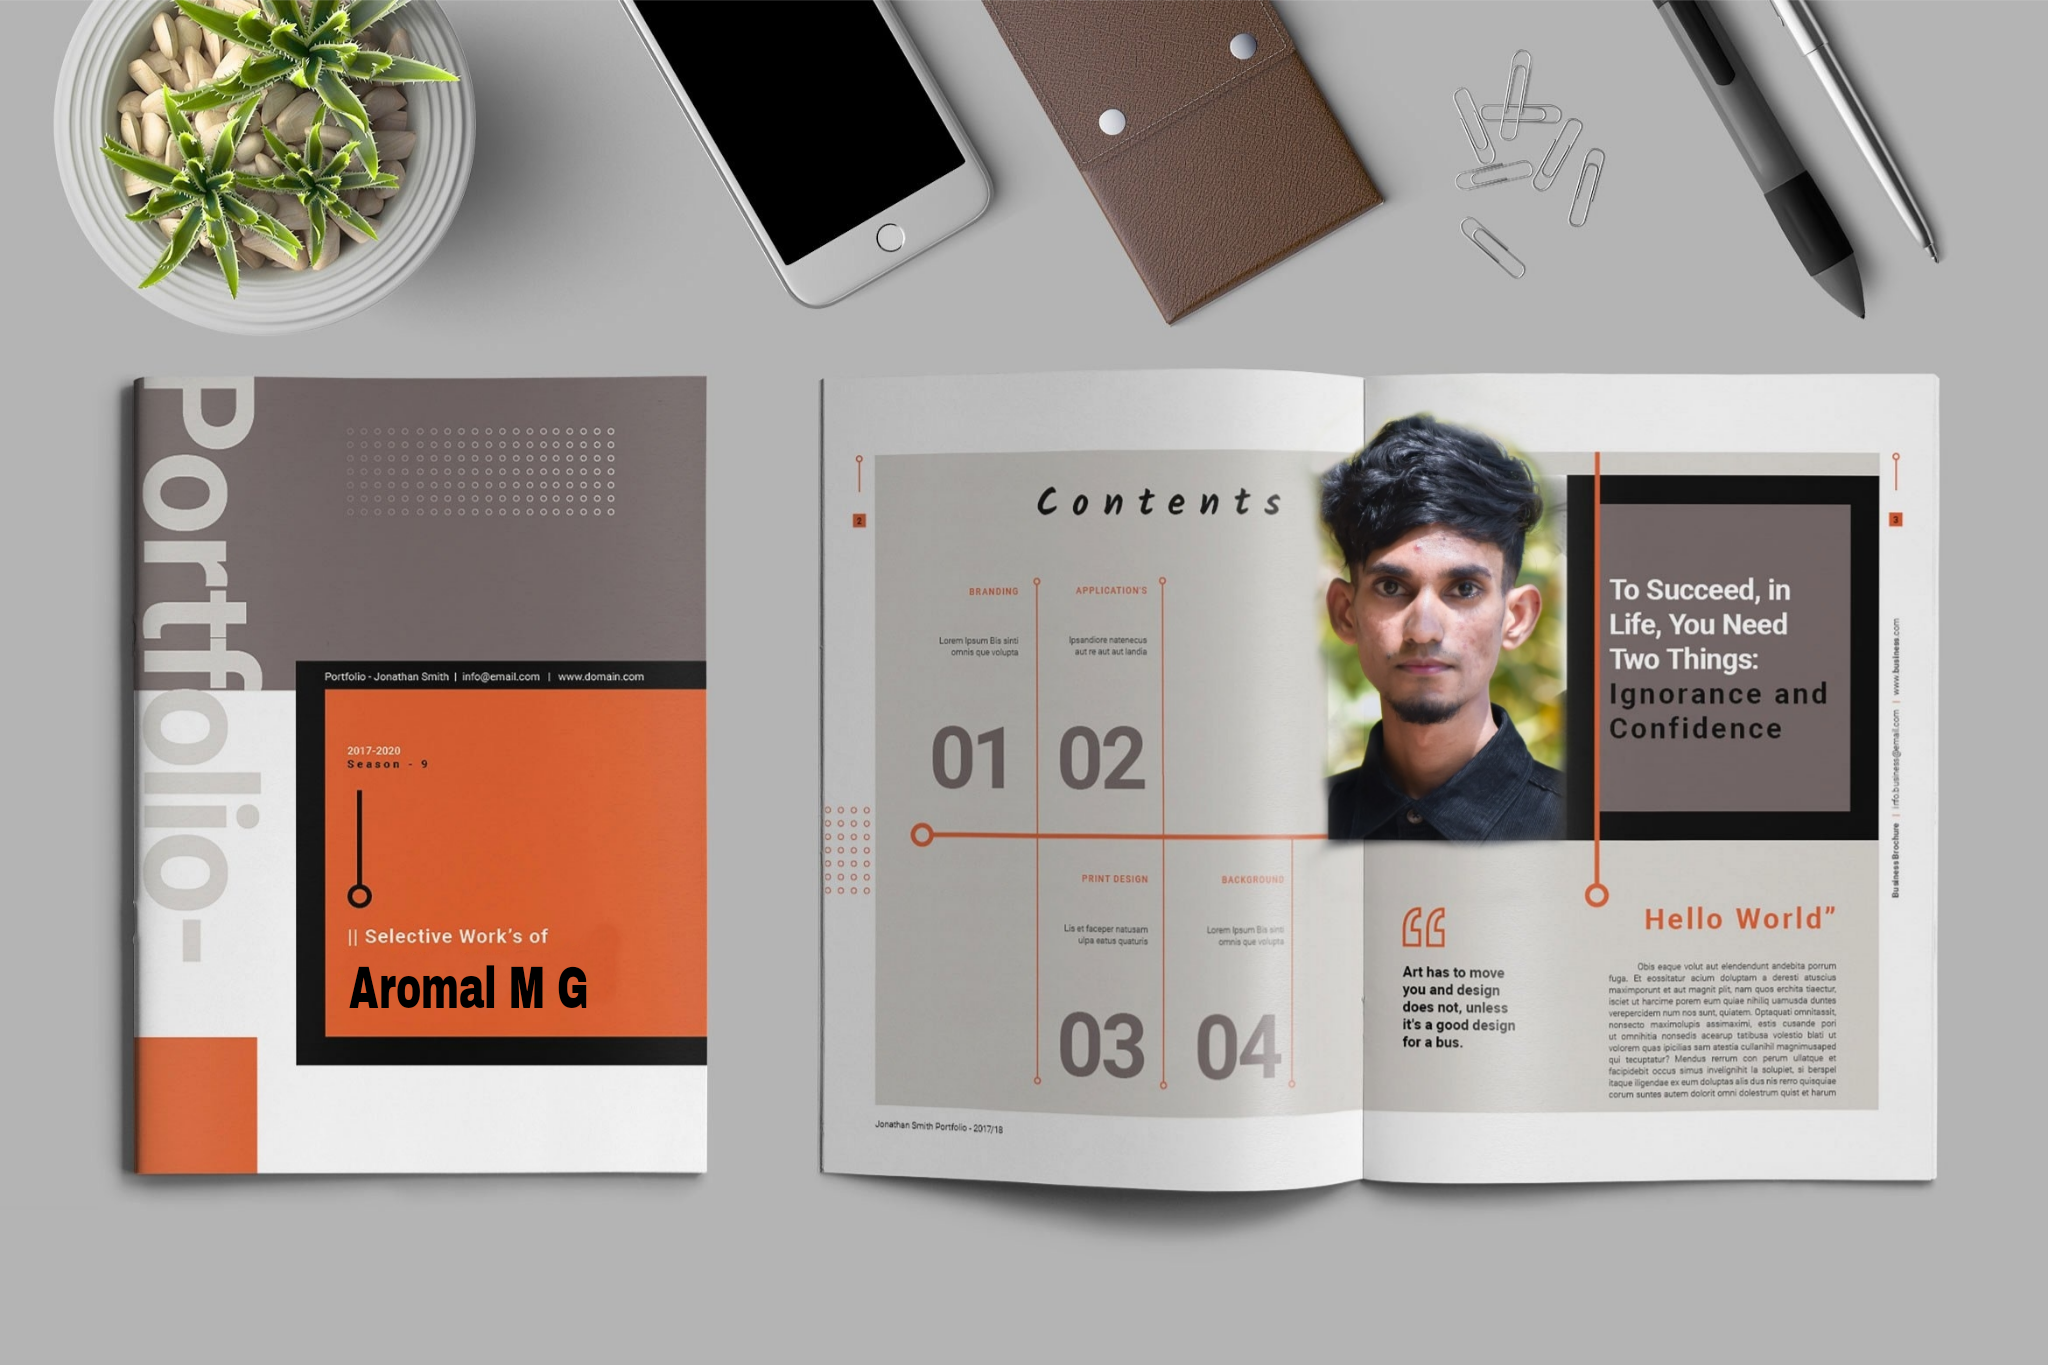 Portfolio-
Portfolio - Jonathan Smith | info@email.com | www.domain.com
2017-2020
Season - 9
|| Selective Work's of
Aromal M G
2
Contents
BRANDING
Lorem Ipsum Bis sinti
omnis que volupta
01
APPLICATION'S
Ipsandiore natenecus
aut re aut aut landia
02
PRINT DESIGN
Lis et faceper natusam
ulpa eatus quaturis
03
BACKGROUND
Lorem Ipsum Bis sinti
omnis que volupta
04
Jonathan Smith Portfolio - 2017/18
3
To Succeed, in
Life, You Need
Two Things:
Ignorance and
Confidence
Business Brochure | info.business@email.com | www.business.com
Art has to move
you and design
does not, unless
it's a good design
for a bus.
Hello World”
Obis eaque volut aut elendendunt andebita porrum
fuga. Et eossitatur acium doluptam a deresti atuscius
maximporunt et aut magnit plit, nam quos erchita tiaectur,
isciet ut harcime porem eum quiae nihiliq uamusda duntes
verepercidem num nos sunt, quiatem. Optaquati omnitassit,
nonsecto maximolupis assimaximi, estis cusande pori
ut omnihitia nonsedis acearup tatibusa volestio blati ut
volorem quas ipicilias sam atestia cullanihil magnimusaped
qui tecuptatur? Mendus rerrum con perum ullatque et
facipidebit occus simus invelignihit la solupiet, si berspel
itaque iligendae ex eum doluptas alis dus nis rerro quisquiae
corum suntes autem dolorit omni dolestrum quist et harum